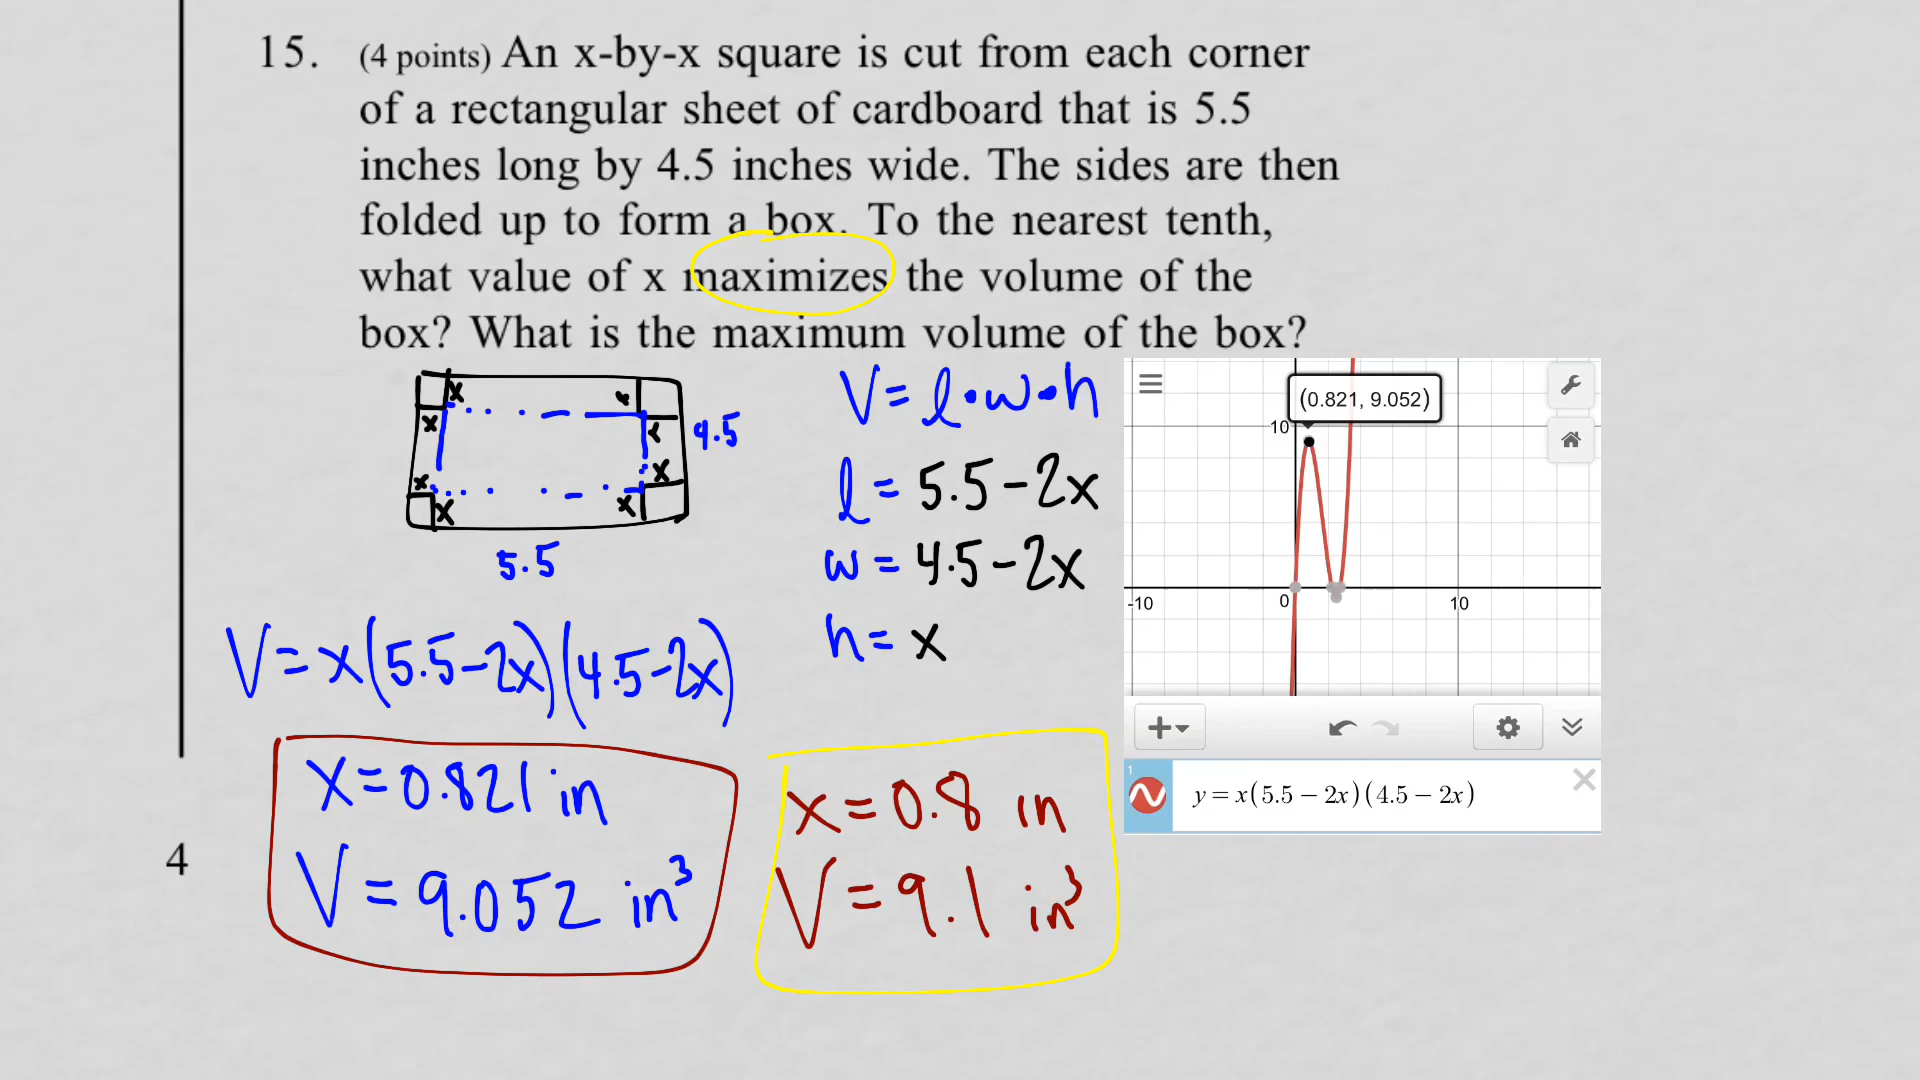 15. (4 points) An x-by-x square is cut from each corner
of a rectangular sheet of cardboard that is 5.5
inches long by 4.5 inches wide. The sides are then
folded up to form a box. To the nearest tenth,
what value of x maximizes the volume of the
box? What is the maximum volume of the box?
x x
x x
4.5
x x
x x
5.5
V = l • w • h
l = 5.5 - 2x
w = 4.5 - 2x
h = x
V = x(5.5 - 2x)(4.5 - 2x)
x = 0.821 in
V = 9.052 in³
x = 0.8 in
V = 9.1 in³
(0.821, 9.052)
10
-10 0 10
1
y = x(5.5 − 2x)(4.5 − 2x)
4